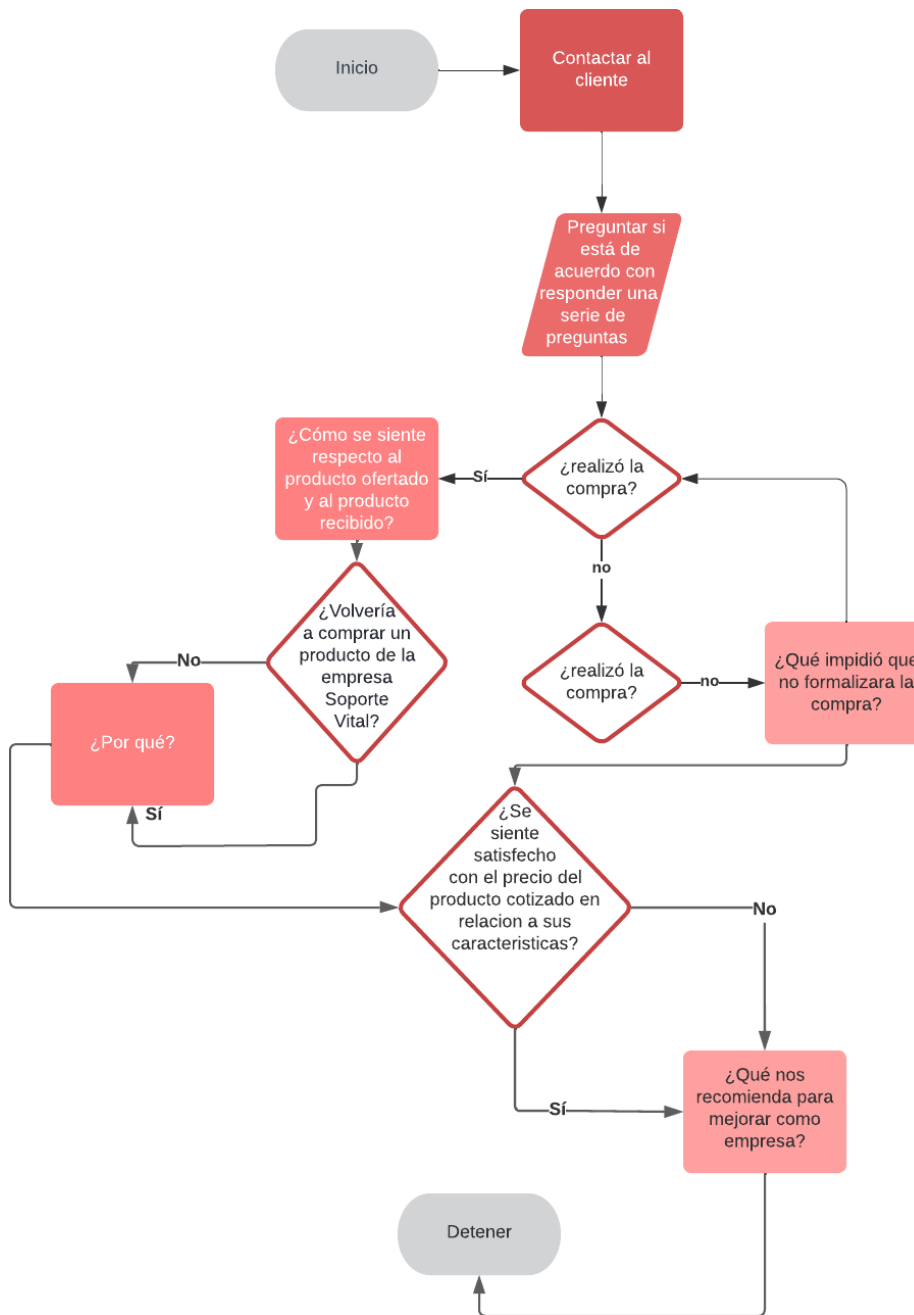 Inicio
Contactar al
cliente
Preguntar si
está de
acuerdo con
responder una
serie de
preguntas
¿realizó la
compra?
Sí
¿Cómo se siente
respecto al
producto ofertado
y al producto
recibido?
no
¿Volvería
a comprar un
producto de la
empresa
Soporte
Vital?
No
¿Por qué?
Sí
¿realizó la
compra?
no
¿Qué impidió que
no formalizara la
compra?
¿Se
siente
satisfecho
con el precio del
producto cotizado en
relacion a sus
caracteristicas?
No
Sí
¿Qué nos
recomienda para
mejorar como
empresa?
Detener